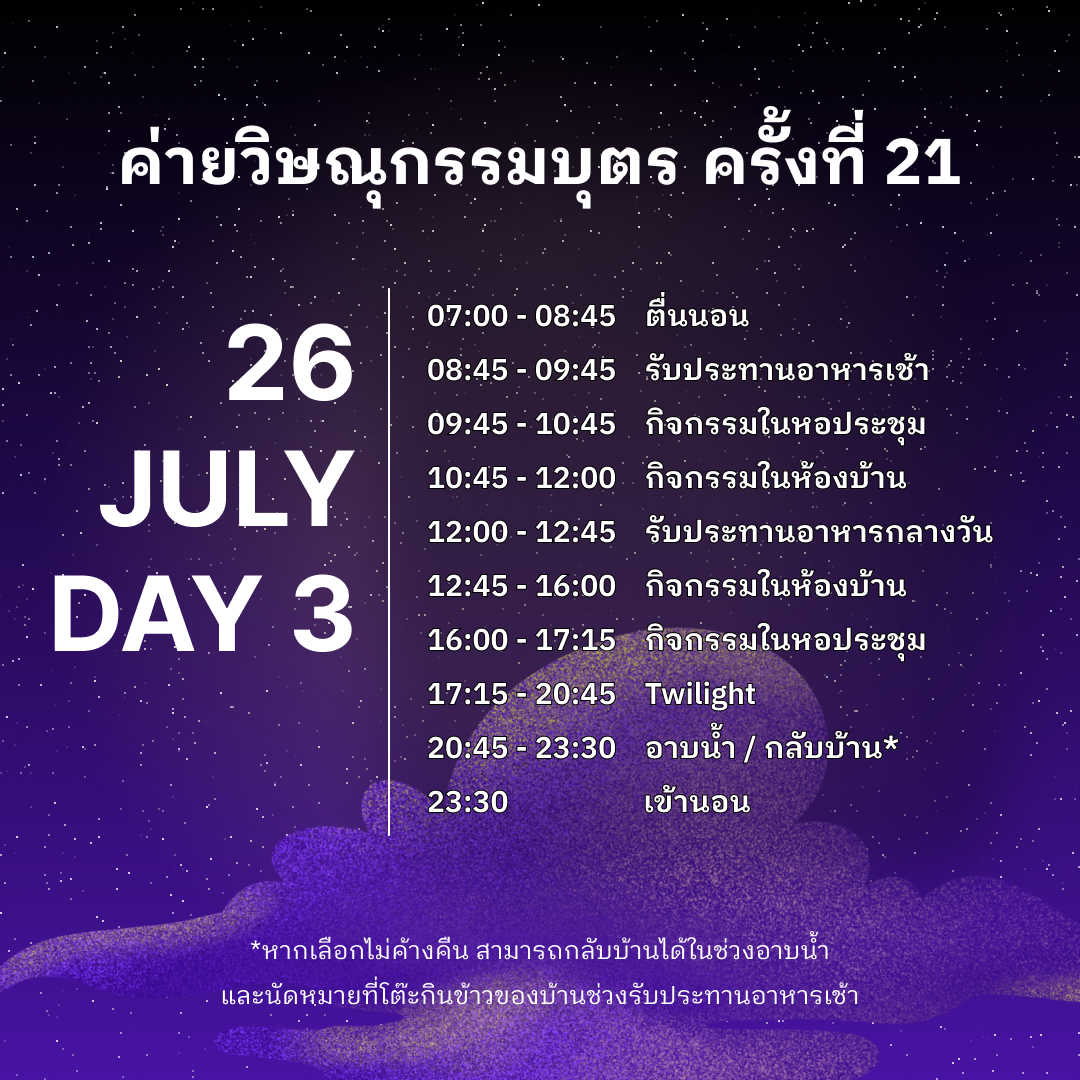 ค่ายวิษณุกรรมบุตร ครั้งที่ 21
26
JULY
DAY 3
07:00 - 08:45 ตื่นนอน
08:45 - 09:45 รับประทานอาหารเช้า
09:45 - 10:45 กิจกรรมในหอประชุม
10:45 - 12:00 กิจกรรมในห้องบ้าน
12:00 - 12:45 รับประทานอาหารกลางวัน
12:45 - 16:00 กิจกรรมในห้องบ้าน
16:00 - 17:15 กิจกรรมในหอประชุม
17:15 - 20:45 Twilight
20:45 - 23:30 อาบน้ำ / กลับบ้าน*
23:30 เข้านอน
*หากเลือกไม่ค้างคืน สามารถกลับบ้านได้ในช่วงอาบน้ำ
และนัดหมายที่โต๊ะกินข้าวของบ้านช่วงรับประทานอาหารเช้า